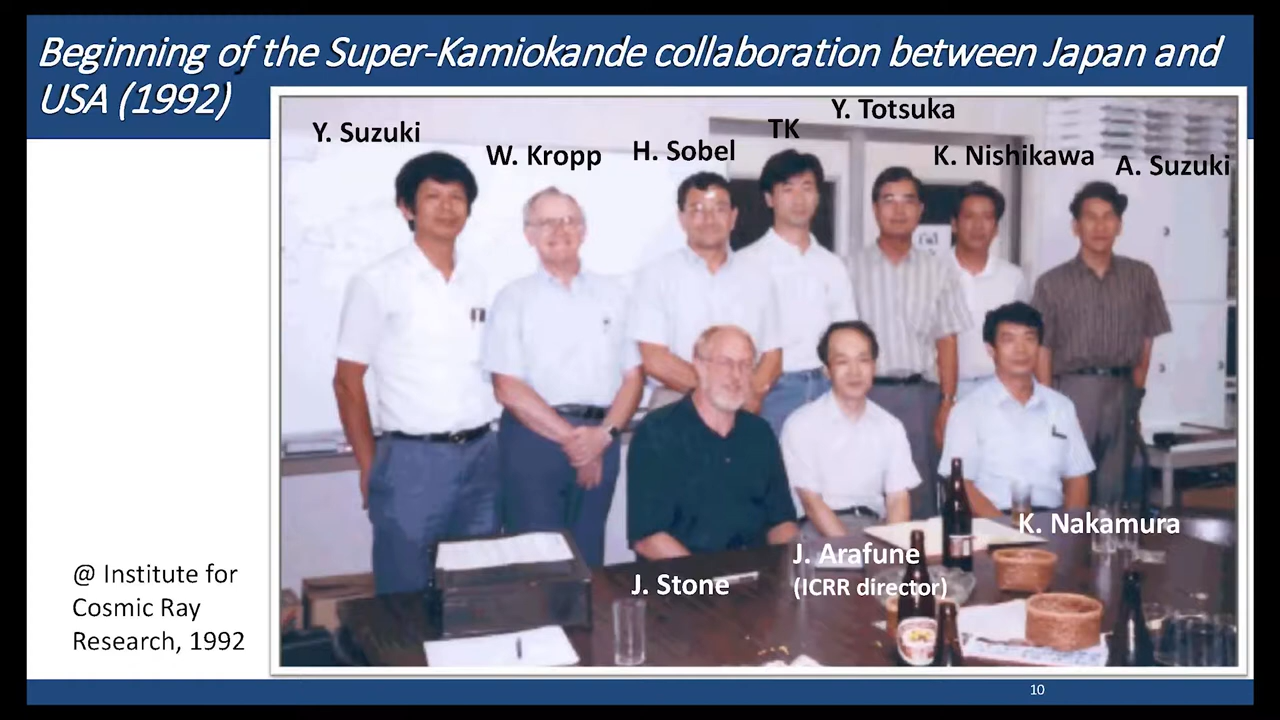 Beginning of the Super-Kamiokande collaboration between Japan and
USA (1992)
Y. Suzuki
W. Kropp
H. Sobel
TK
Y. Totsuka
K. Nishikawa
A. Suzuki
K. Nakamura
J. Arafune
(ICRR director)
J. Stone
@ Institute for
Cosmic Ray
Research, 1992
10